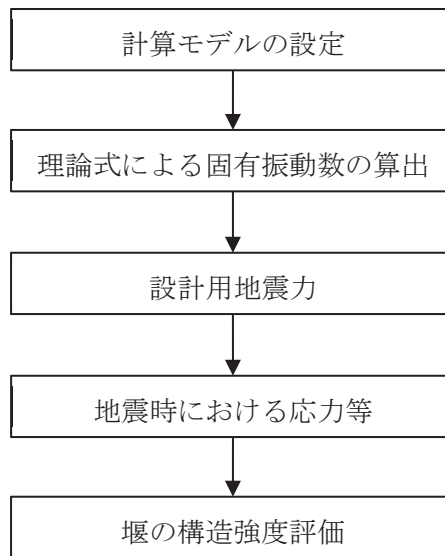 計算モデルの設定
理論式による固有振動数の算出
設計用地震力
地震時における応力等
堰の構造強度評価